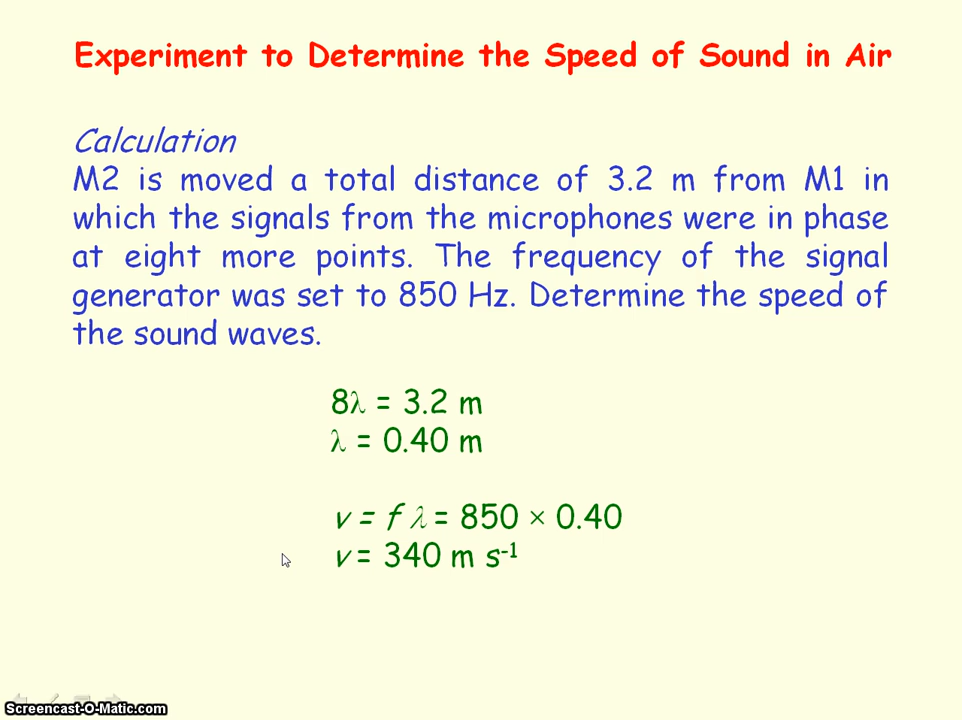 Experiment to Determine the Speed of Sound in Air
Calculation
M2 is moved a total distance of 3.2 m from M1 in
which the signals from the microphones were in phase
at eight more points. The frequency of the signal
generator was set to 850 Hz. Determine the speed of
the sound waves.
8λ = 3.2 m
λ = 0.40 m
v = f λ = 850 × 0.40
v = 340 m s⁻¹
Screencast-O-Matic.com